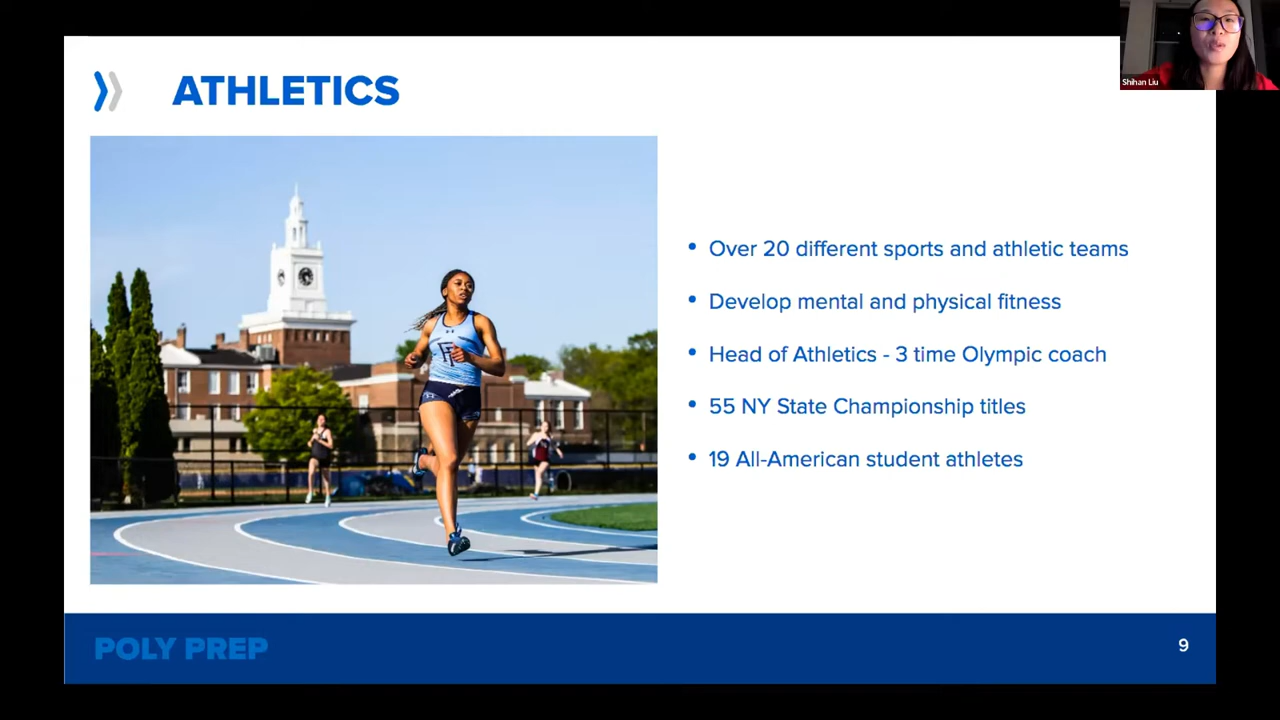 ATHLETICS
Shihan Liu
Over 20 different sports and athletic teams
Develop mental and physical fitness
Head of Athletics - 3 time Olympic coach
55 NY State Championship titles
19 All-American student athletes
POLY PREP
9